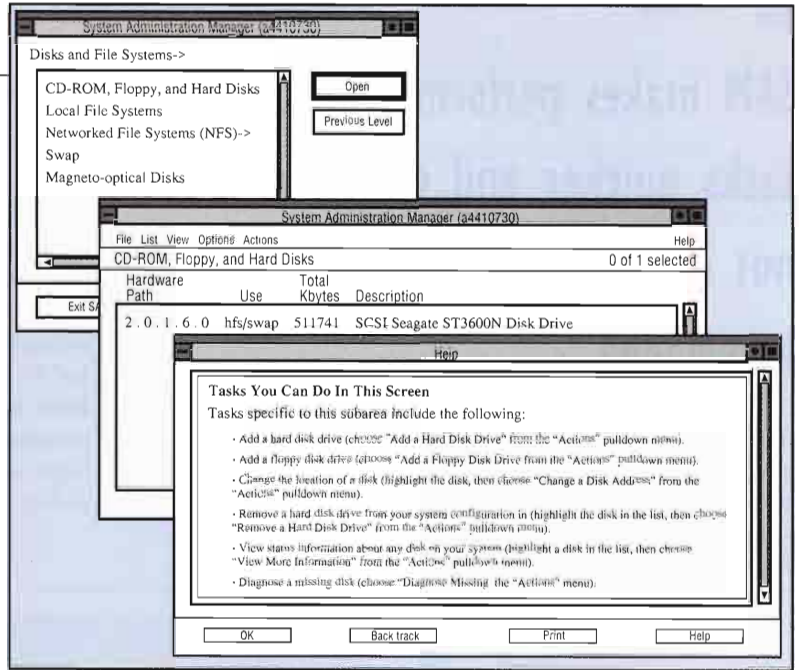 System Administration Manager (a4410730)
Disks and File Systems->
CD-ROM, Floppy, and Hard Disks
Local File Systems
Networked File Systems (NFS)->
Swap
Magneto-optical Disks
Open
Previous Level
Exit SA
System Administration Manager (a4410730)
File List View Options Actions Help
CD-ROM, Floppy, and Hard Disks 0 of 1 selected
Hardware Total
Path Use Kbytes Description
2.0.1.6.0 hfs/swap 511741 SCSI Seagate ST3600N Disk Drive
Help
Tasks You Can Do In This Screen
Tasks specific to this subarea include the following:
· Add a hard disk drive (choose "Add a Hard Disk Drive" from the "Actions" pulldown menu).
· Add a floppy disk drive (choose "Add a Floppy Disk Drive from the "Actions" pulldown menu).
· Change the location of a disk (highlight the disk, then choose "Change a Disk Address" from the
"Actions" pulldown menu).
· Remove a hard disk drive from your system configuration in (highlight the disk in the list, then choose
"Remove a Hard Disk Drive" from the "Actions" pulldown menu).
· View status information about any disk on your system (highlight a disk in the list, then choose
"View More Information" from the "Actions" pulldown menu).
· Diagnose a missing disk (choose "Diagnose Missing the "Actions" menu).
OK Back track Print Help